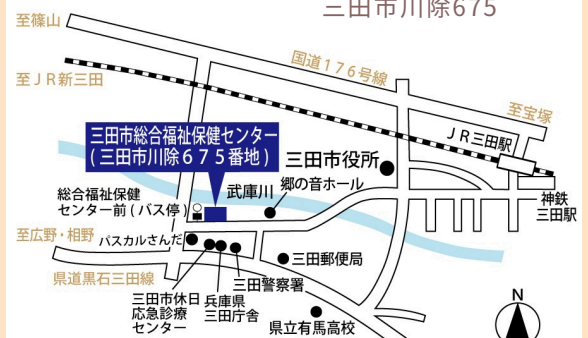 三田市川除675
至篠山
国道176号線
至JR新三田
至宝塚
JR三田駅
三田市総合福祉保健センター
(三田市川除675番地)
三田市役所
神鉄
三田駅
総合福祉保健
センター前(バス停)
武庫川
郷の音ホール
至広野・相野
パスカルさんだ
三田郵便局
県道黒石三田線
三田警察署
三田市休日
応急診療
センター
兵庫県
三田庁舎
県立有馬高校
N